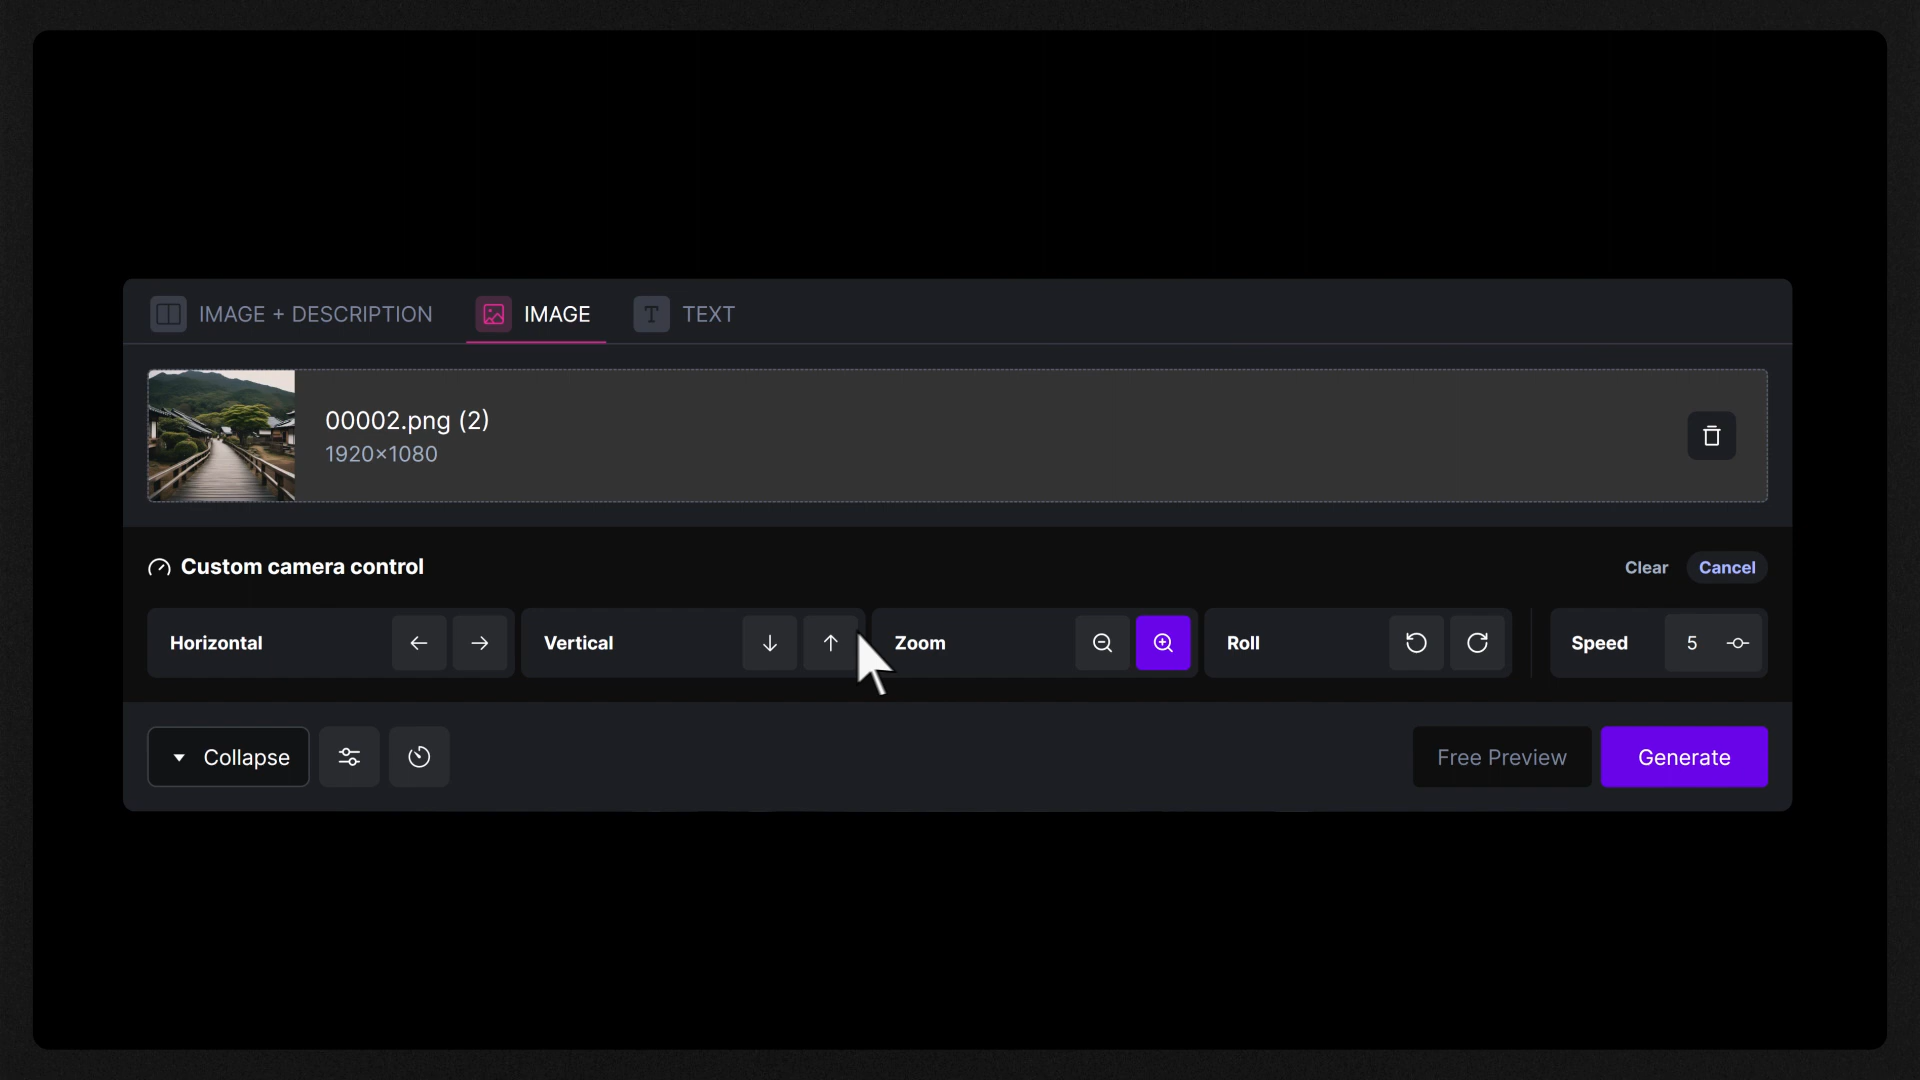 IMAGE + DESCRIPTION IMAGE T TEXT
00002.png (2)
1920×1080
Custom camera control Clear Cancel
Horizontal Vertical Zoom Roll Speed 5
Collapse Free Preview Generate